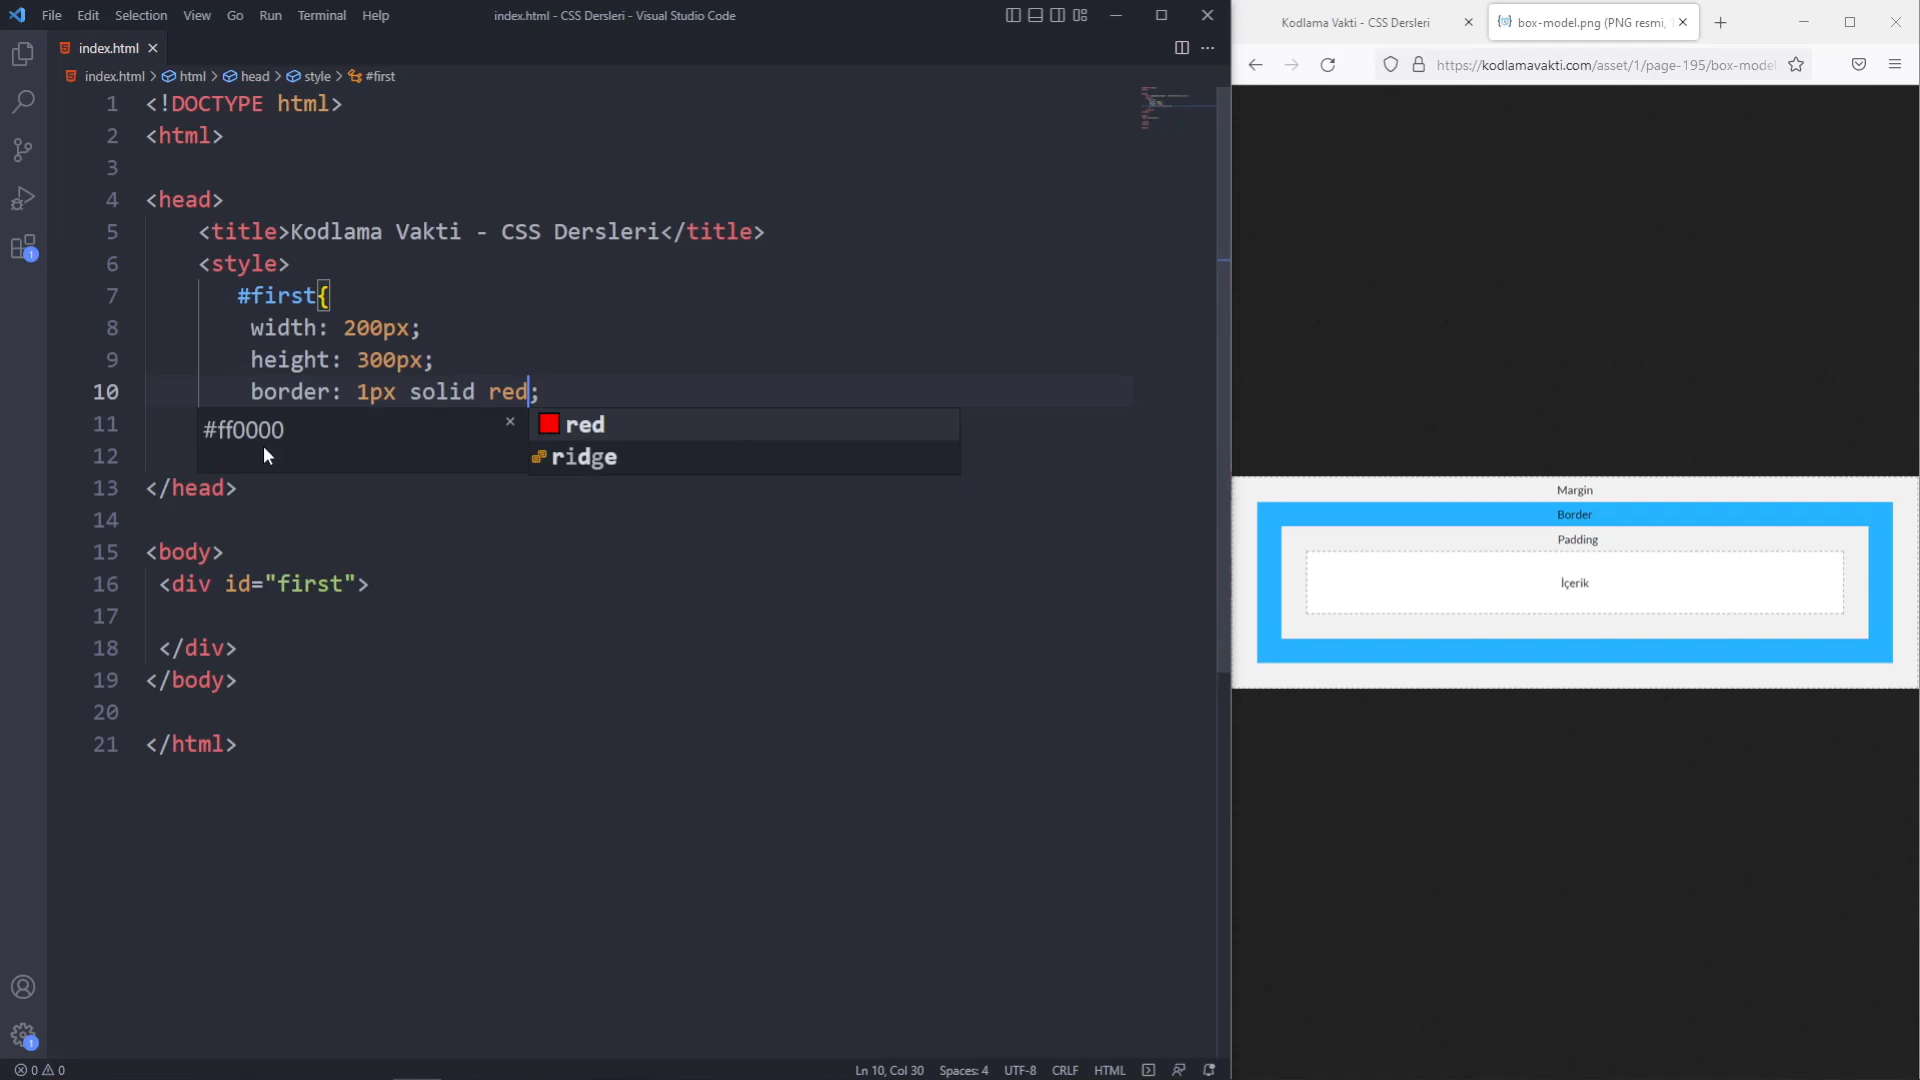 File Edit Selection View Go Run Terminal Help
index.html - CSS Dersleri - Visual Studio Code
index.html
index.html > html > head > style > #first
1 <!DOCTYPE html>
2 <html>
3
4 <head>
5 <title>Kodlama Vakti - CSS Dersleri</title>
6 <style>
7 #first{
8 width: 200px;
9 height: 300px;
10 border: 1px solid red;
11
#ff0000
red
12
ridge
13 </head>
14
15 <body>
16 <div id="first">
17
18 </div>
19 </body>
20
21 </html>
1
1
0 0
Ln 10, Col 30 Spaces: 4 UTF-8 CRLF HTML
Kodlama Vakti - CSS Dersleri
box-model.png (PNG resmi,
https://kodlamavakti.com/asset/1/page-195/box-model
Margin
Border
Padding
İçerik